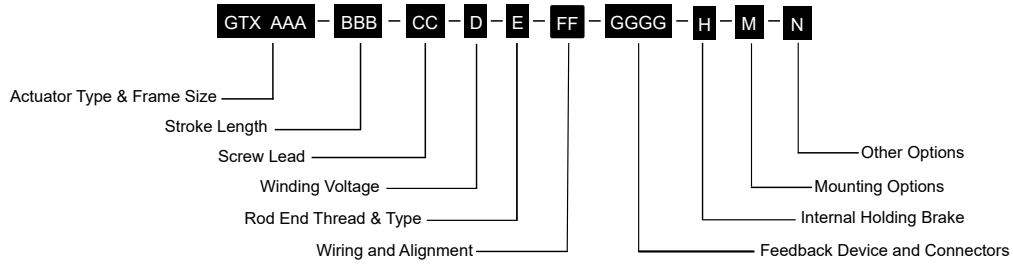 GTX AAA - BBB - CC - D - E - FF - GGGG - H - M - N
Actuator Type & Frame Size
Stroke Length
Screw Lead
Winding Voltage
Rod End Thread & Type
Wiring and Alignment
Other Options
Mounting Options
Internal Holding Brake
Feedback Device and Connectors